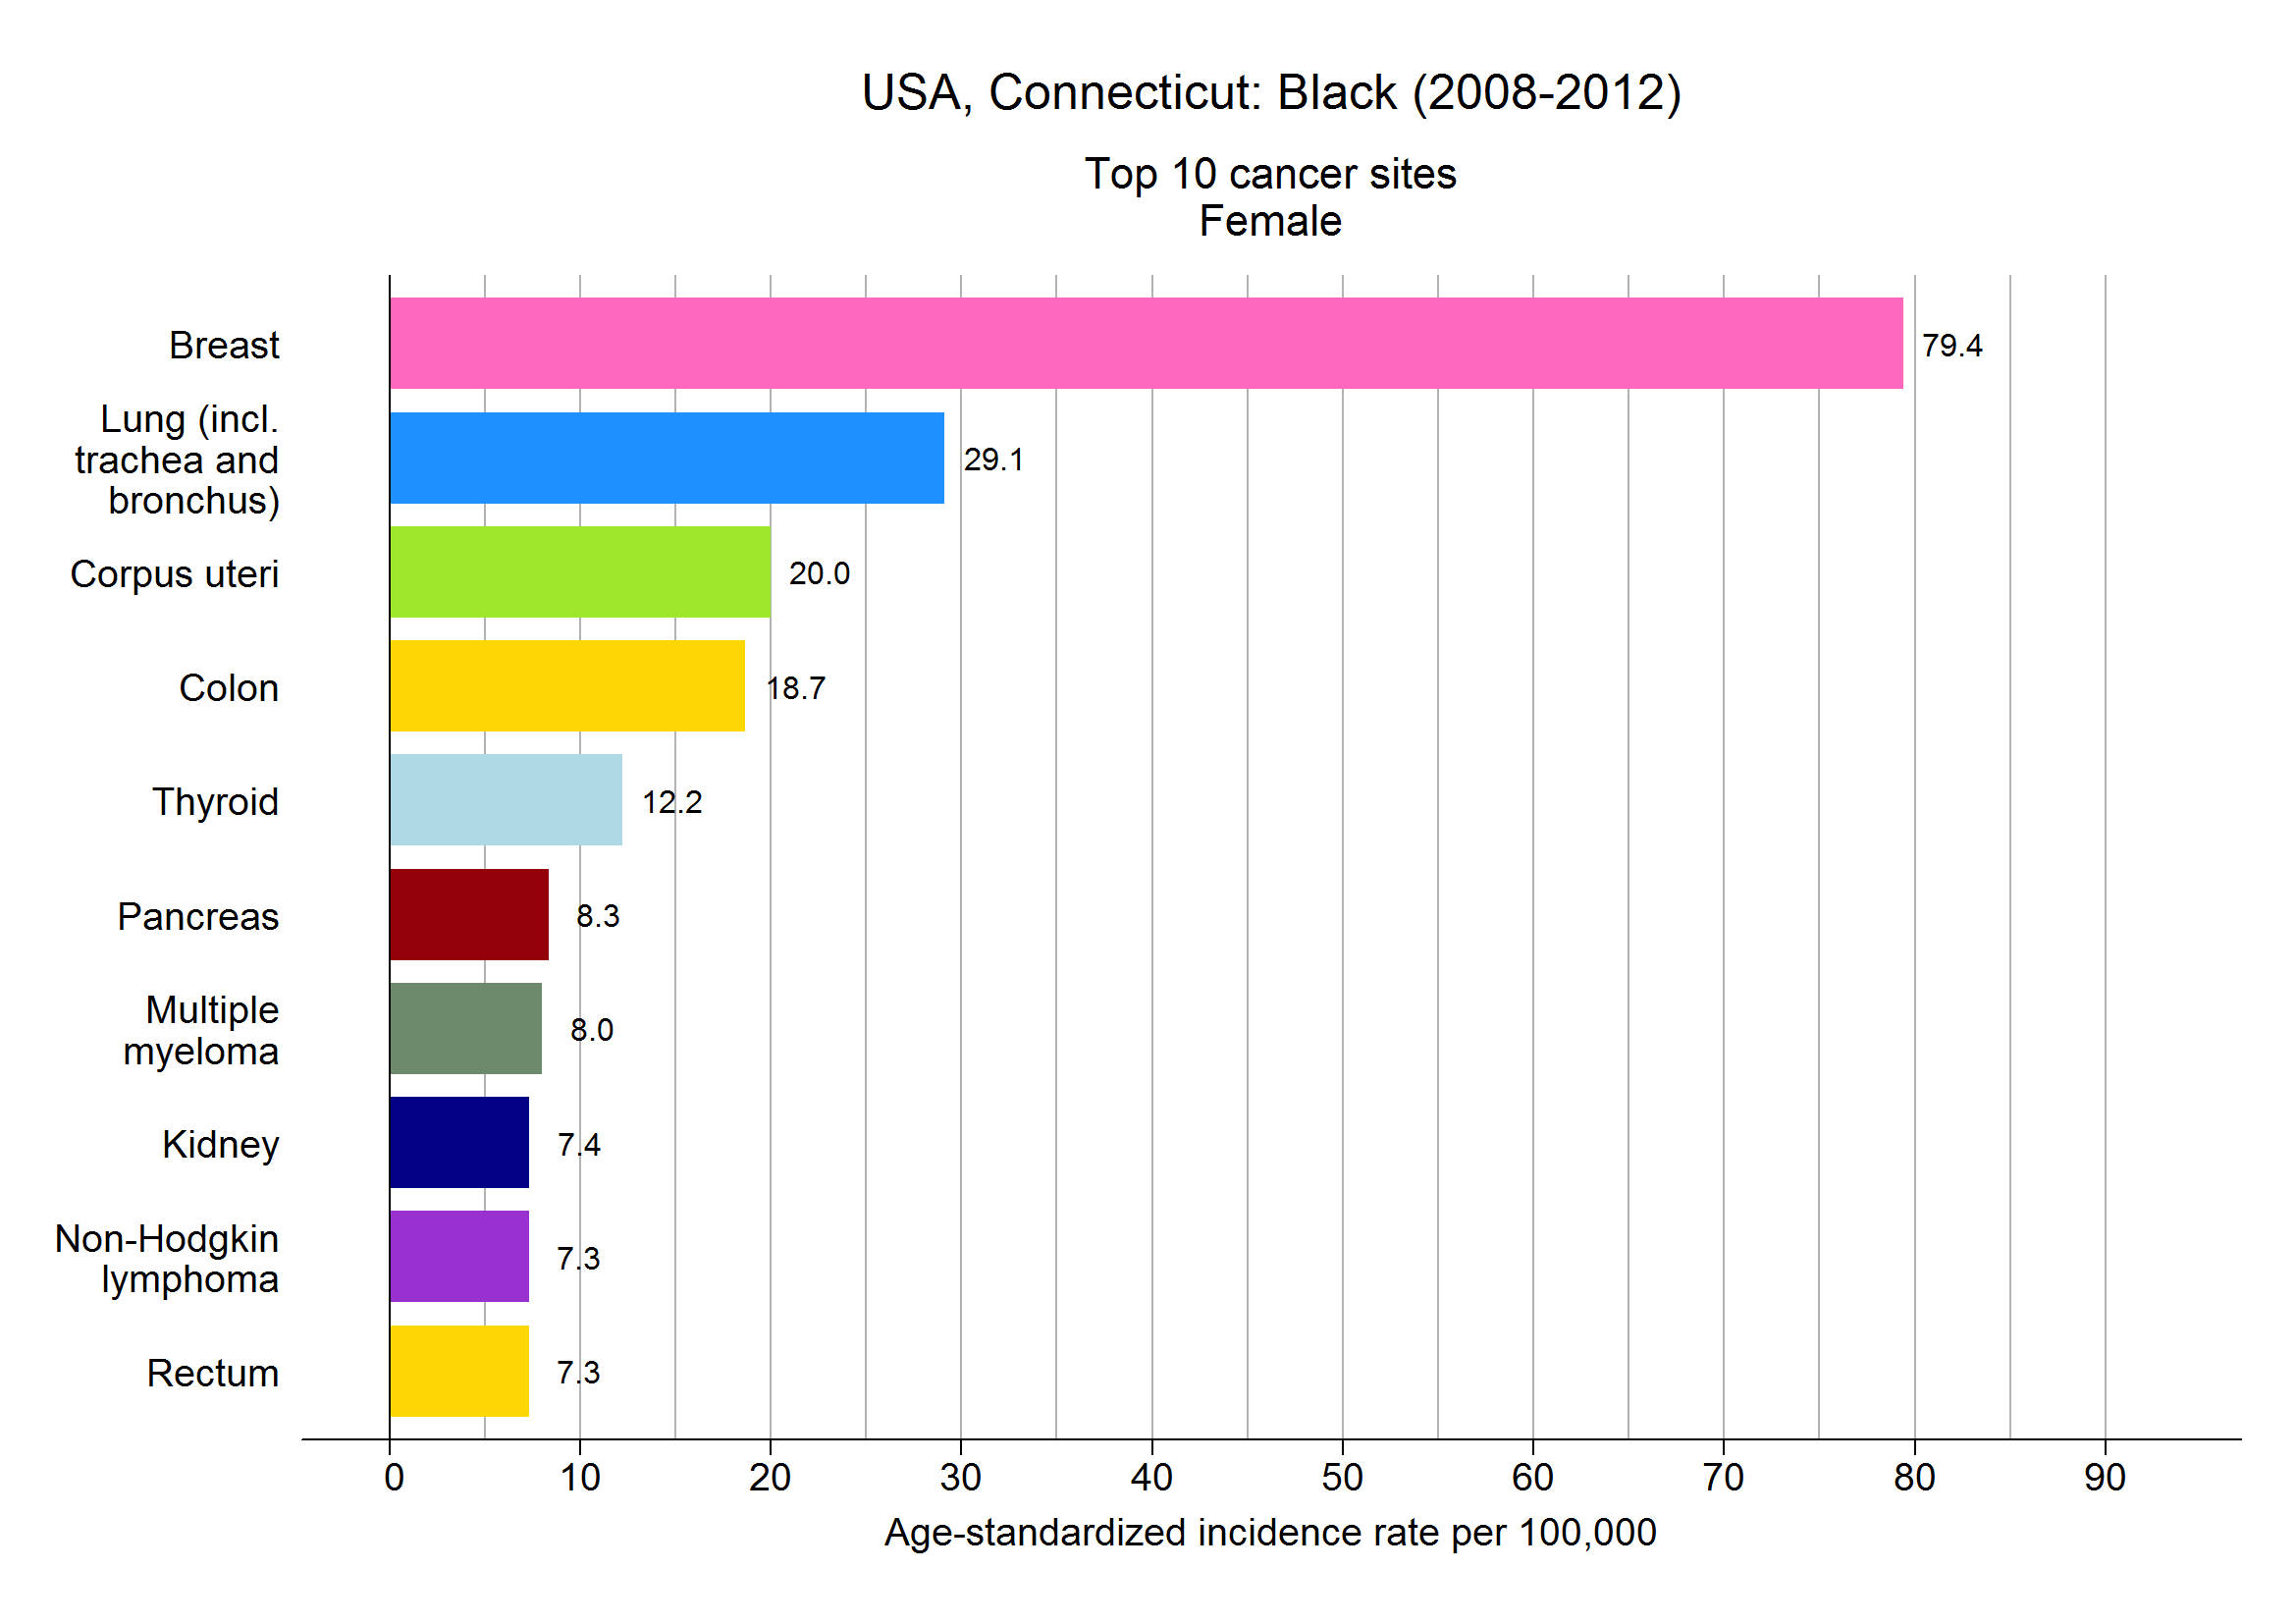 USA, Connecticut: Black (2008-2012)
Top 10 cancer sites
Female
Breast
79.4
Lung (incl.
trachea and
bronchus)
29.1
Corpus uteri
20.0
Colon
18.7
Thyroid
12.2
Pancreas
8.3
Multiple
myeloma
8.0
Kidney
7.4
Non-Hodgkin
lymphoma
7.3
Rectum
7.3
0 10 20 30 40 50 60 70 80 90
Age-standardized incidence rate per 100,000